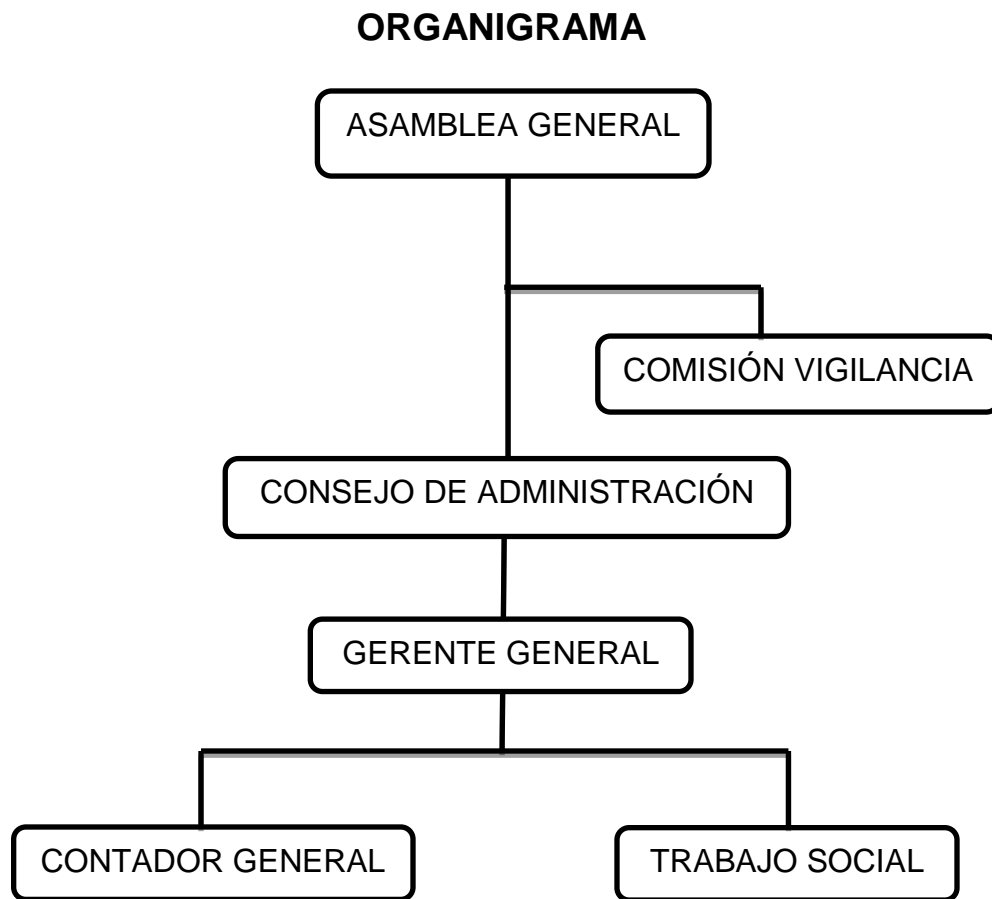 ORGANIGRAMA
ASAMBLEA GENERAL
COMISIÓN VIGILANCIA
CONSEJO DE ADMINISTRACIÓN
GERENTE GENERAL
CONTADOR GENERAL
TRABAJO SOCIAL